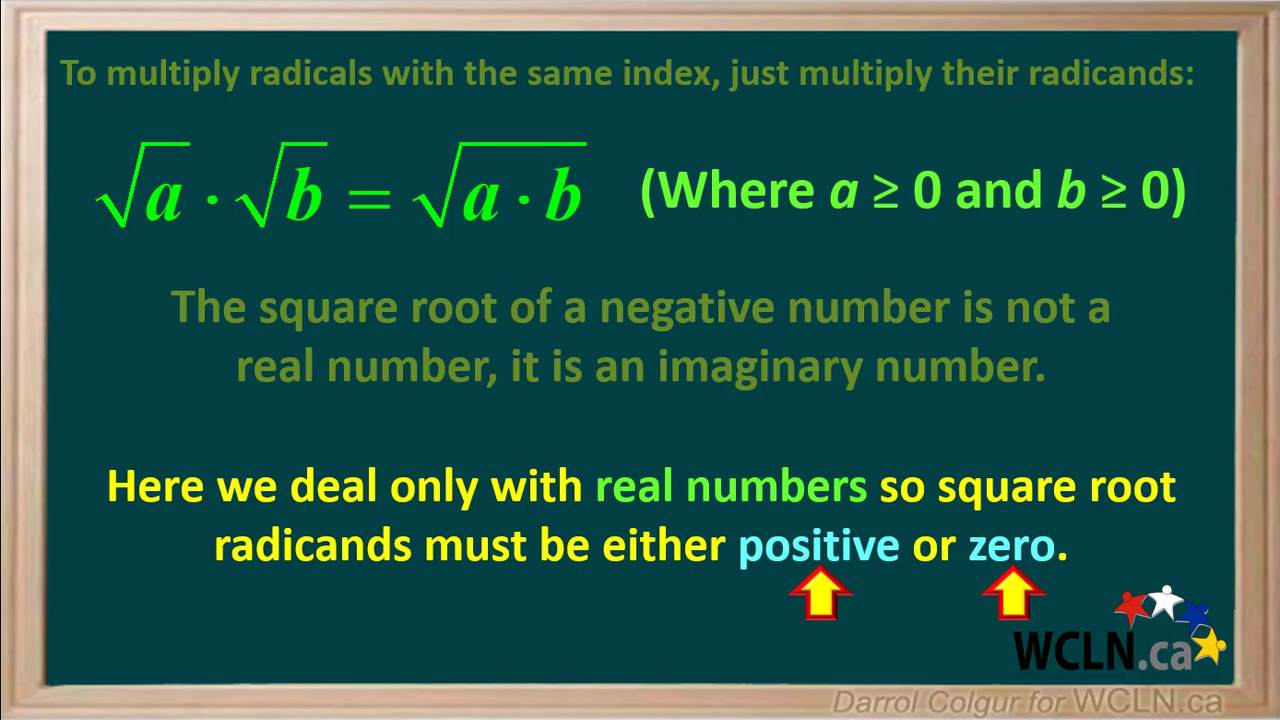 To multiply radicals with the same index, just multiply their radicands:
√a · √b = √a · b (Where a ≥ 0 and b ≥ 0)
The square root of a negative number is not a
real number, it is an imaginary number.
Here we deal only with real numbers so square root
radicands must be either positive or zero.
WCLN.ca
Darrol Colgur for WCLN.ca